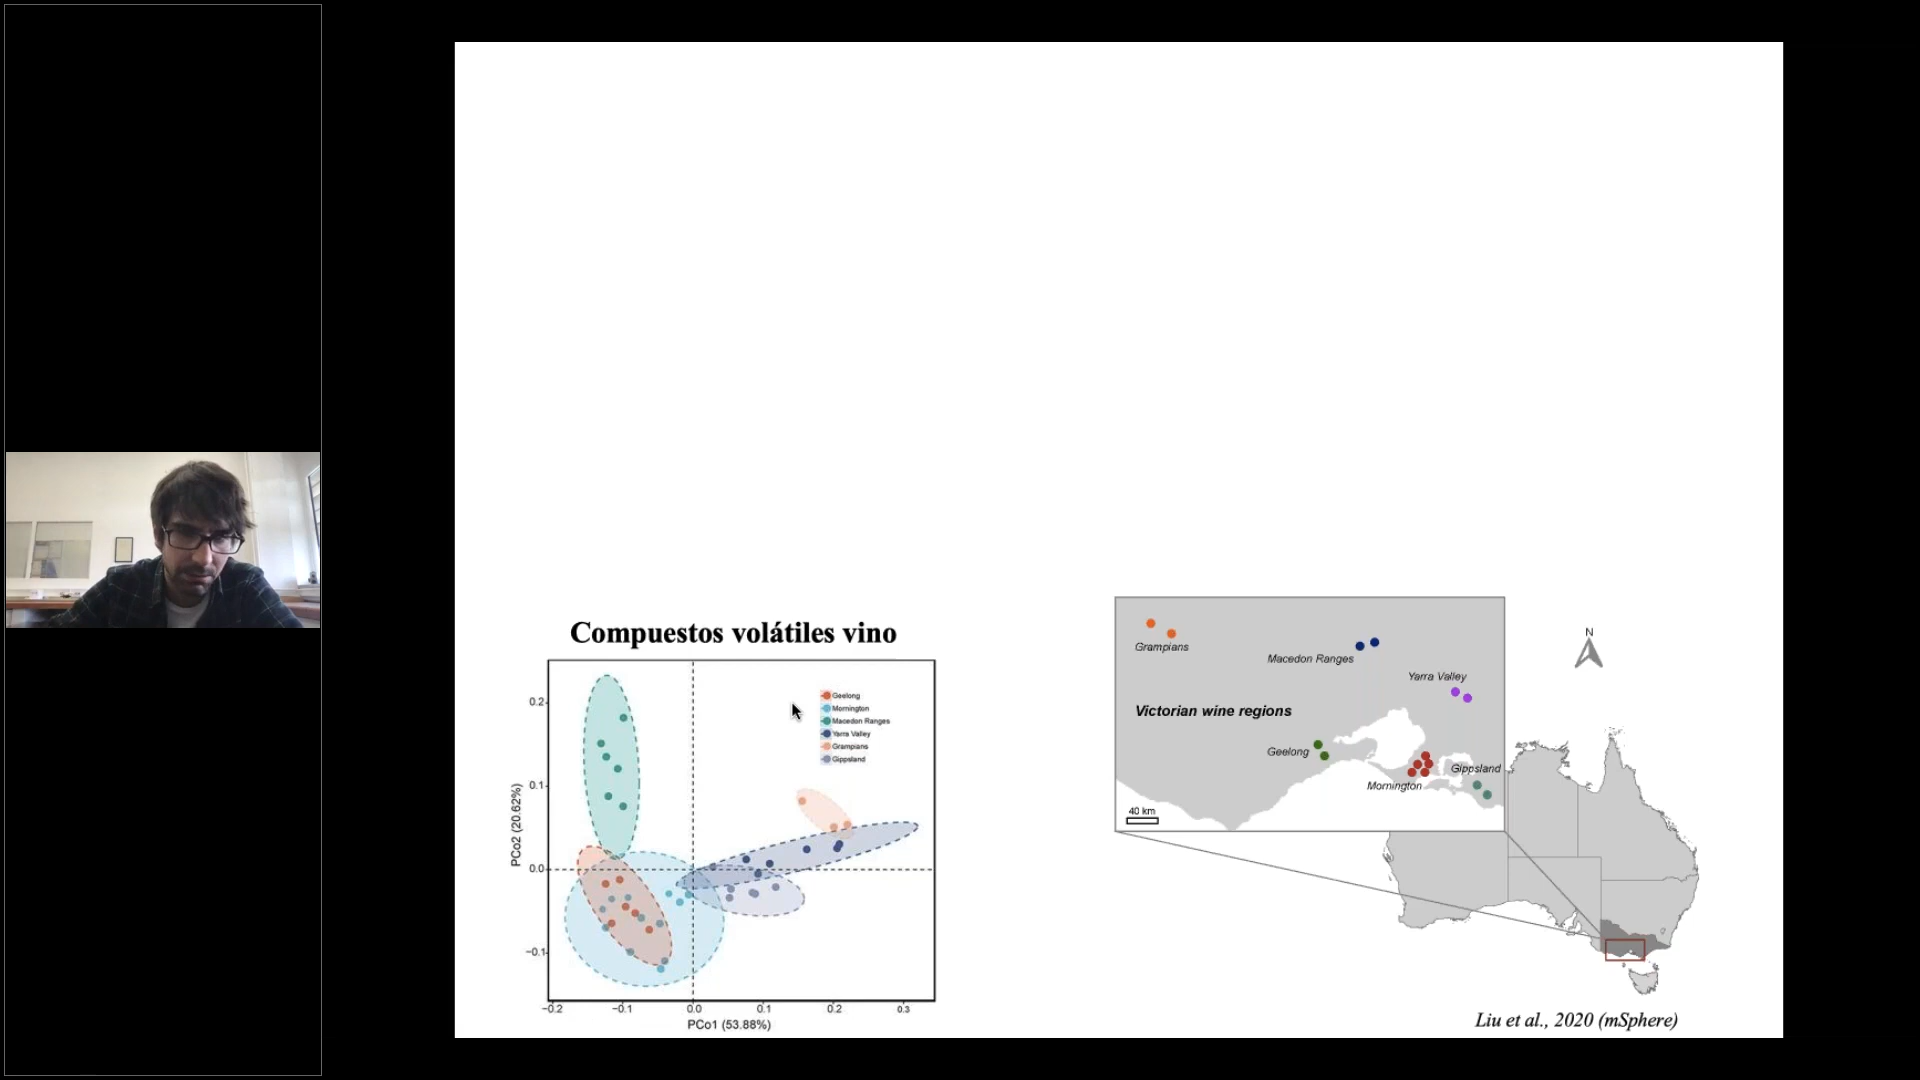 Compuestos volátiles vino
Geelong
Mornington
Macedon Ranges
Yarra Valley
Grampians
Gippsland
0.2
0.1
0.0
−0.1
PCo2 (20.62%)
−0.2
−0.1
0.0
0.1
0.2
0.3
PCo1 (53.88%)
Grampians
Macedon Ranges
Yarra Valley
Victorian wine regions
Geelong
Gippsland
Mornington
40 km
N
Liu et al., 2020 (mSphere)